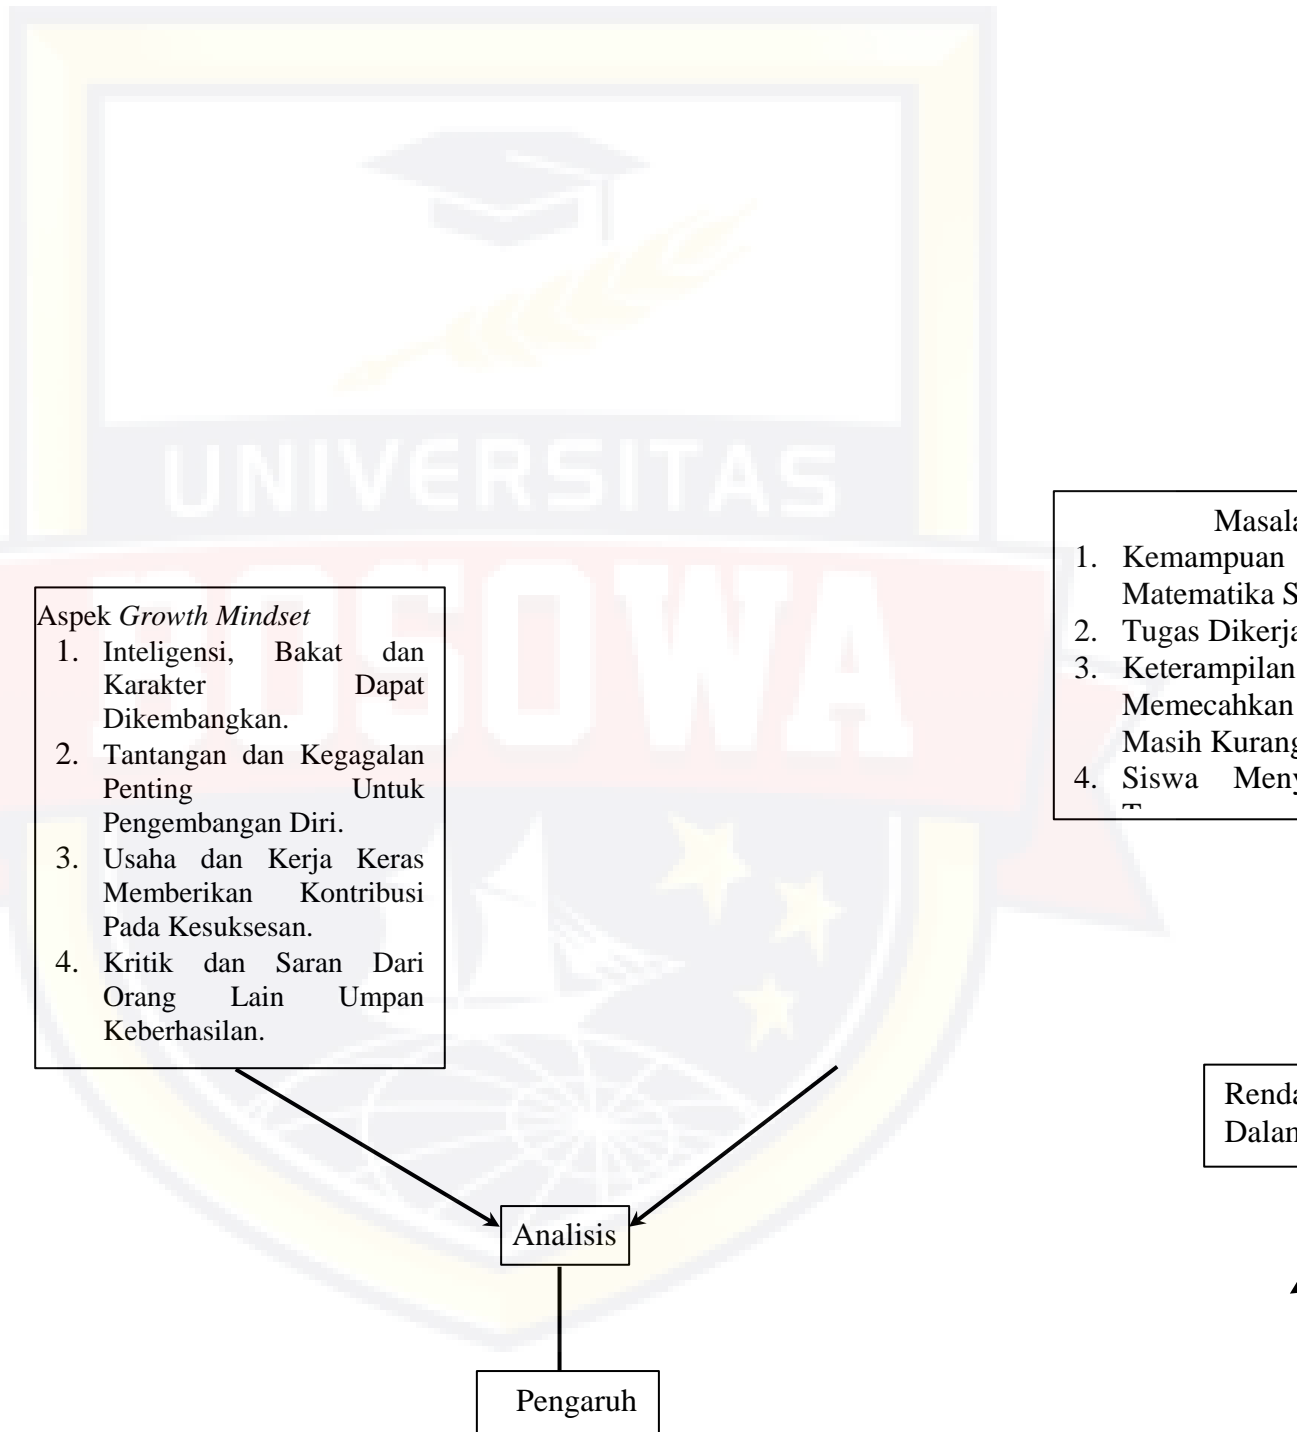 UNIVERSITAS
BOSOWA
Aspek Growth Mindset
1. Inteligensi, Bakat dan
Karakter Dapat
Dikembangkan.
2. Tantangan dan Kegagalan
Penting Untuk
Pengembangan Diri.
3. Usaha dan Kerja Keras
Memberikan Kontribusi
Pada Kesuksesan.
4. Kritik dan Saran Dari
Orang Lain Umpan
Keberhasilan.
Masala
1. Kemampuan
Matematika S
2. Tugas Dikerja
3. Keterampilan
Memecahkan
Masih Kurang
4. Siswa Meny
Renda
Dalan
Analisis
Pengaruh